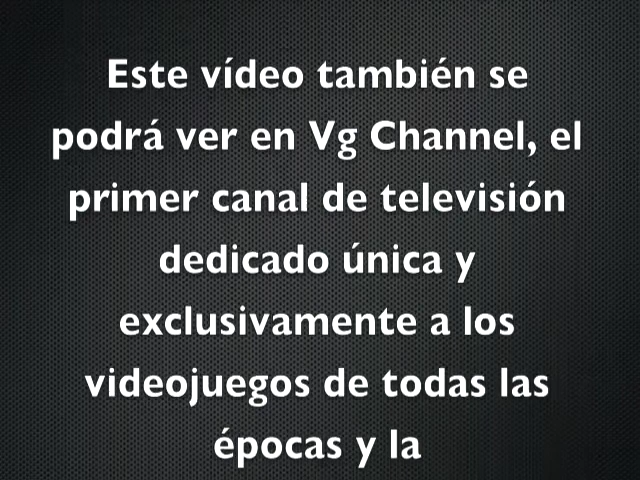 Este vídeo también se
podrá ver en Vg Channel, el
primer canal de televisión
dedicado única y
exclusivamente a los
videojuegos de todas las
épocas y la